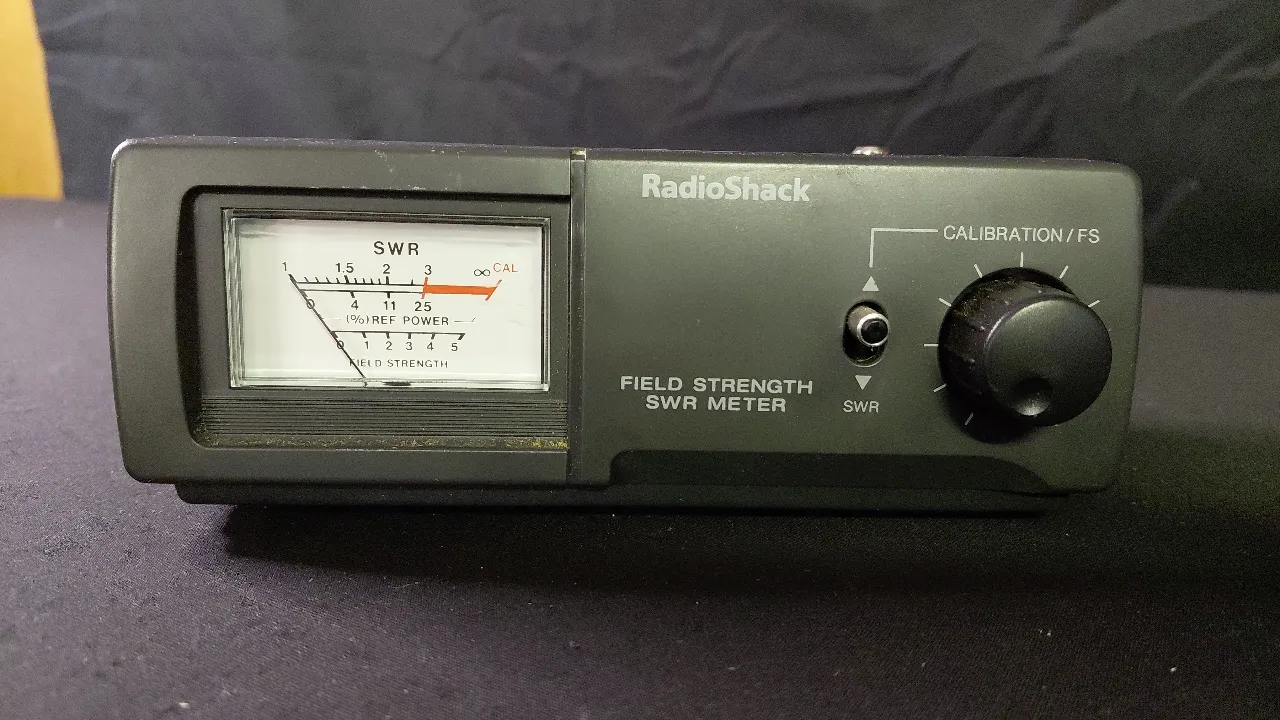 SWR
1 1.5 2 3 ∞ CAL
0 4 11 25
(%) REF POWER
0 1 2 3 4 5
FIELD STRENGTH
RadioShack
CALIBRATION/FS
FIELD STRENGTH
SWR METER
SWR